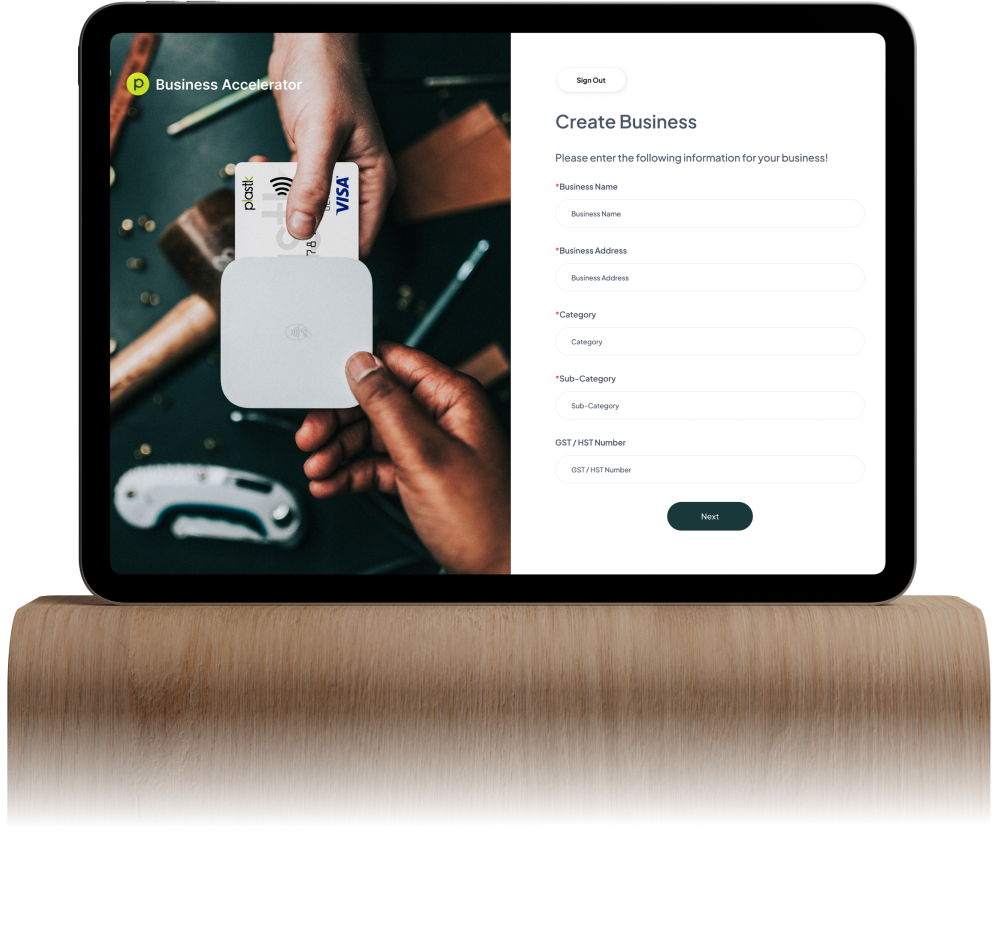 p Business Accelerator
plastk
VISA
Sign Out
Create Business
Please enter the following information for your business!
*Business Name
Business Name
*Business Address
Business Address
*Category
Category
*Sub-Category
Sub-Category
GST / HST Number
GST / HST Number
Next